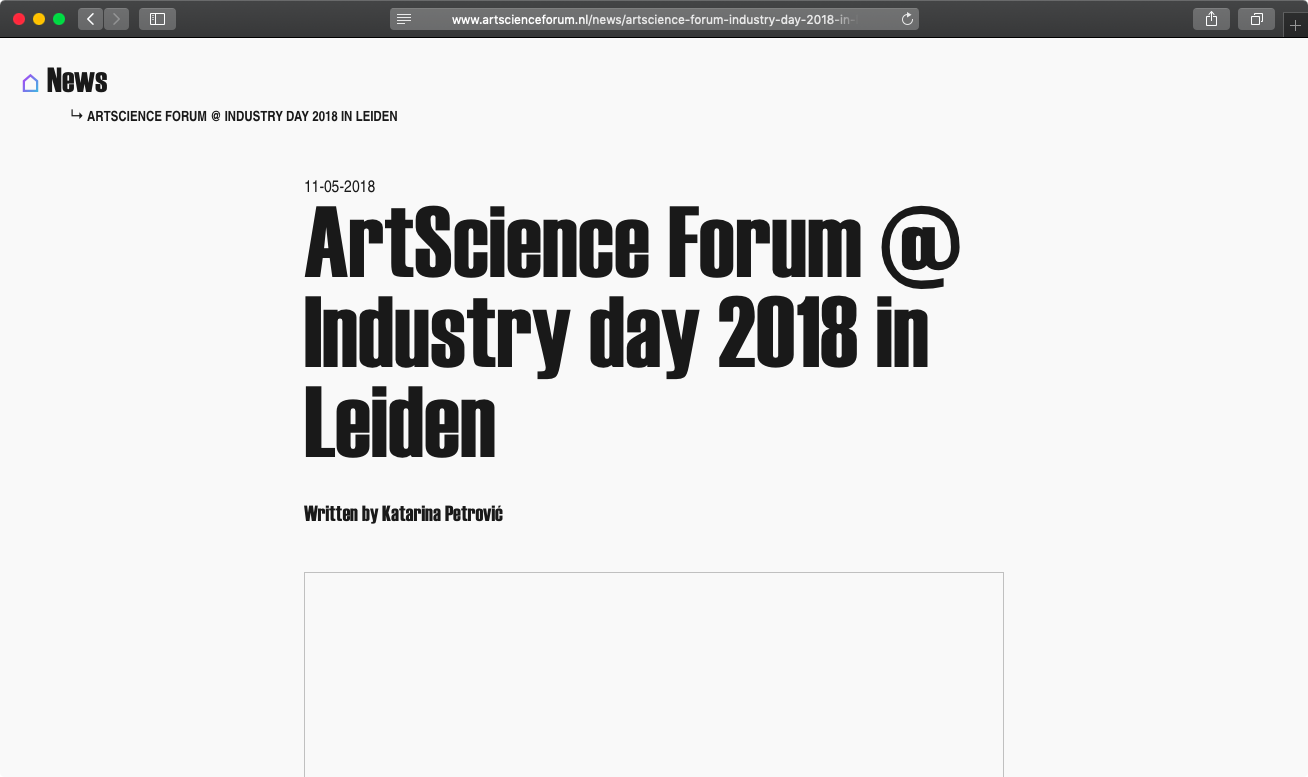 www.artscienceforum.nl/news/artscience-forum-industry-day-2018-in-
News
↳ ARTSCIENCE FORUM @ INDUSTRY DAY 2018 IN LEIDEN
11-05-2018
ArtScience Forum @
Industry day 2018 in
Leiden
Written by Katarina Petrović